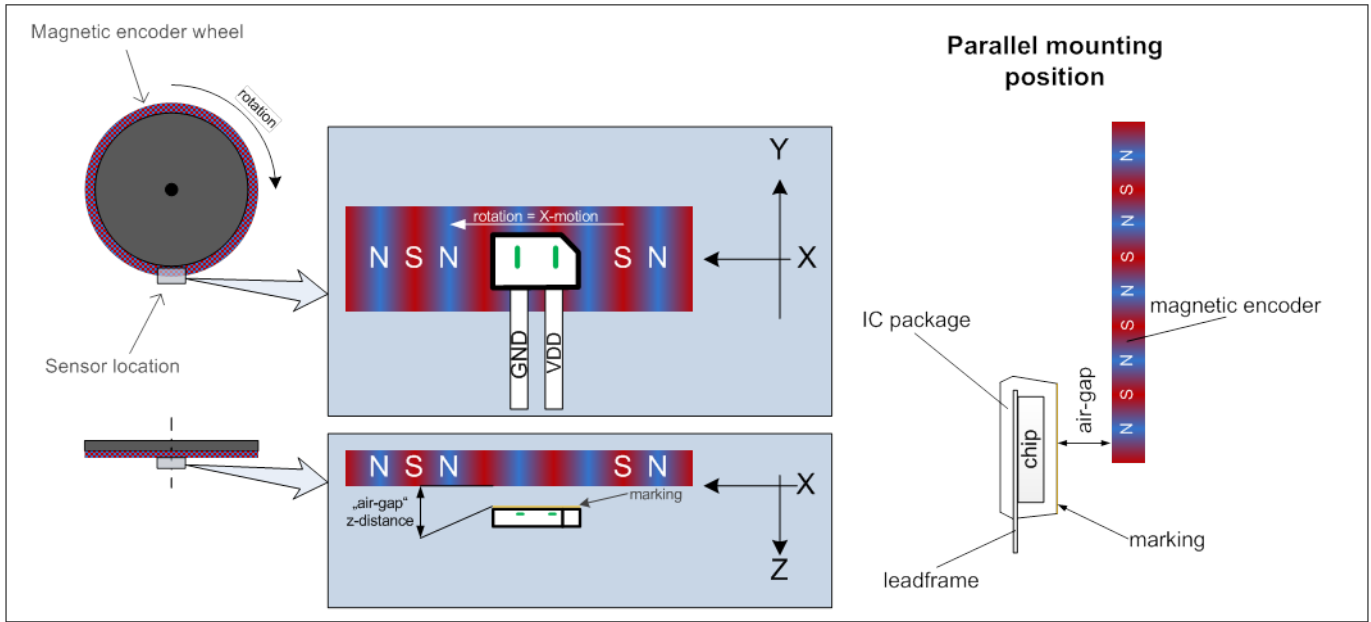 Magnetic encoder wheel
rotation
Sensor location
Y
rotation = X-motion
N S N S N
X
GND
VDD
N S N S N
X
marking
„air-gap“
z-distance
Z
Parallel mounting
position
N
S
N
S
N
S
N
S
N
magnetic encoder
IC package
air-gap
chip
marking
leadframe